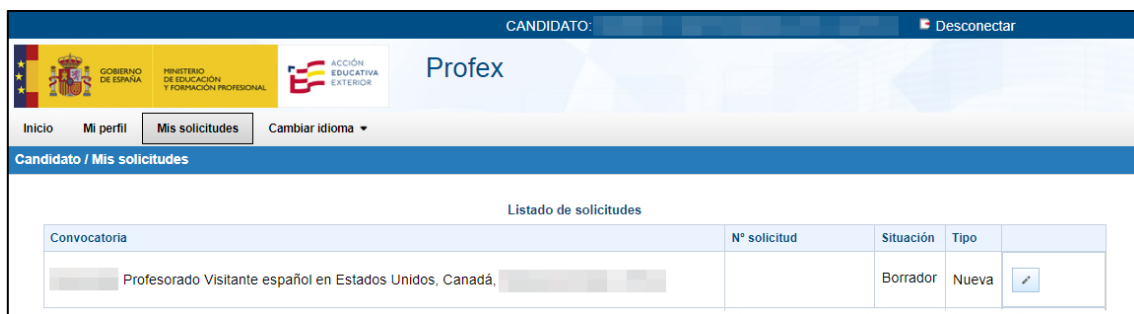 CANDIDATO:
Desconectar
GOBIERNO
DE ESPAÑA
MINISTERIO
DE EDUCACIÓN
Y FORMACIÓN PROFESIONAL
ACCIÓN
EDUCATIVA
EXTERIOR
Profex
Inicio Mi perfil Mis solicitudes Cambiar idioma
Candidato / Mis solicitudes
Listado de solicitudes
Convocatoria Nº solicitud Situación Tipo
Profesorado Visitante español en Estados Unidos, Canadá, Borrador Nueva